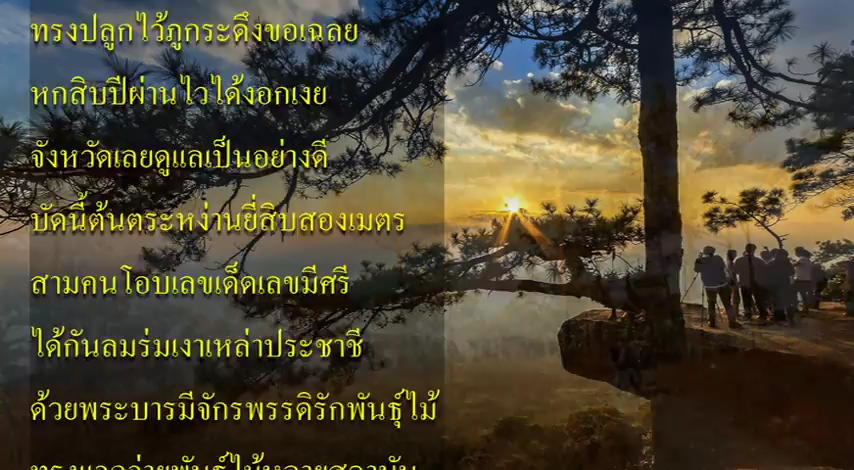 ทรงปลูกไว้ภูกระดึงขอเฉลย
หกสิบปีผ่านไวได้งอกเงย
จังหวัดเลยดูแลเป็นอย่างดี
บัดนี้ต้นตระหง่านยี่สิบสองเมตร
สามคนโอบเลขเด็ดเลขมีศรี
ได้กันลมร่มเงาเหล่าประชาชี
ด้วยพระบารมีจักรพรรดิรักพันธุ์ไม้